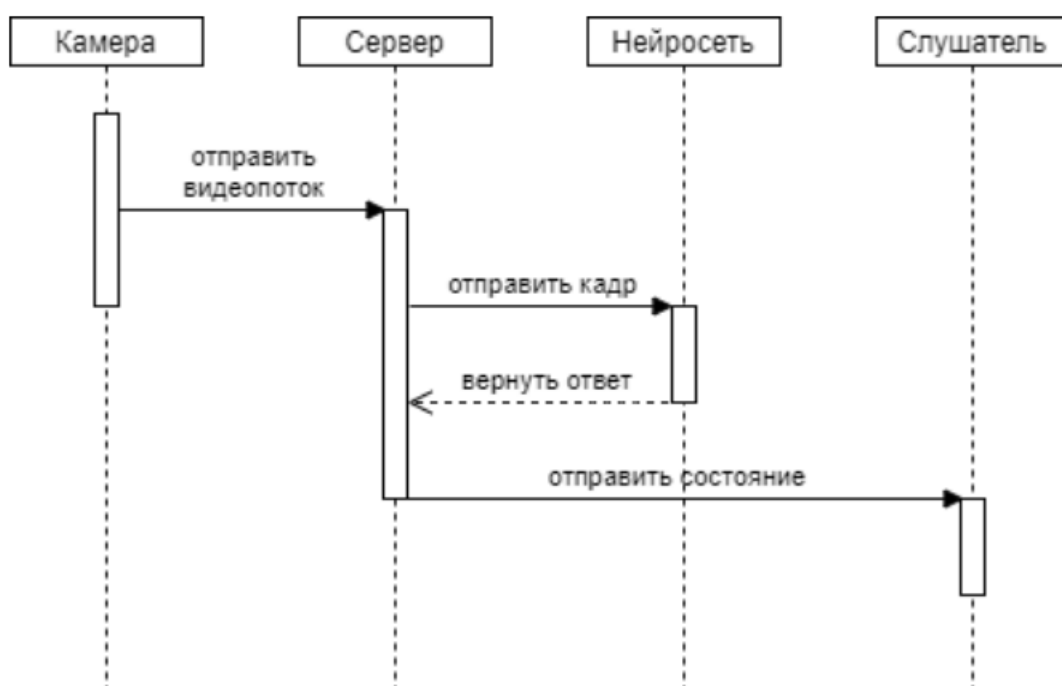 Камера
Сервер
Нейросеть
Слушатель
отправить
видеопоток
отправить кадр
вернуть ответ
отправить состояние